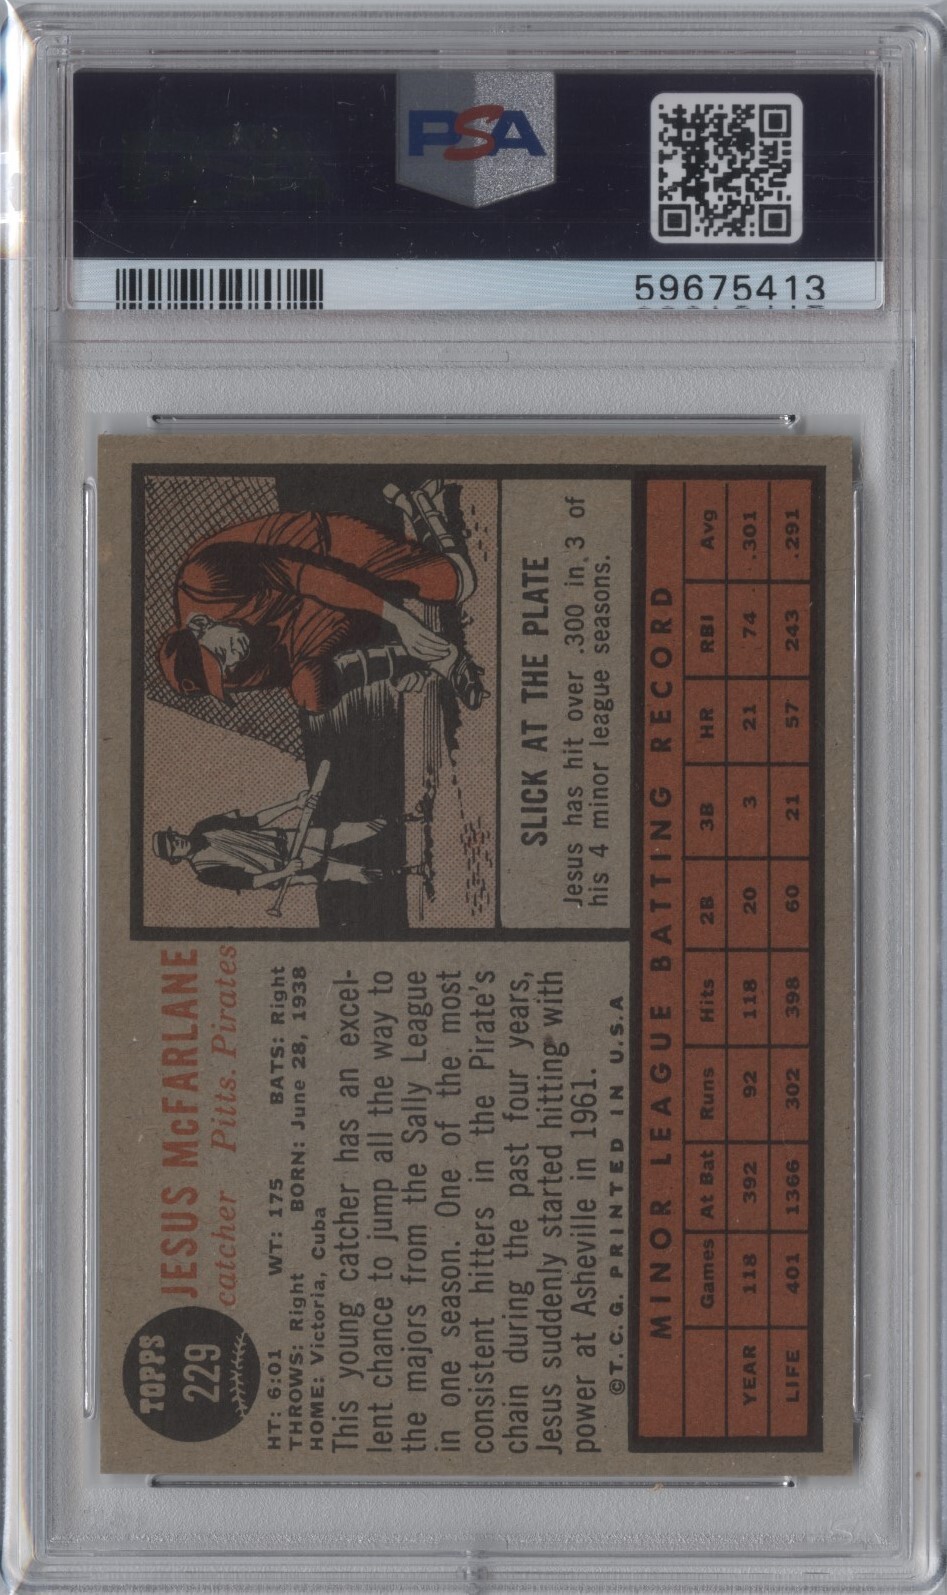 PSA
59675413
TOPPS
229
JESUS McFARLANE
catcher Pitts. Pirates
HT: 6:01 WT: 175 BATS: Right
THROWS: Right BORN: June 28, 1938
HOME: Victoria, Cuba
This young catcher has an excel-
lent chance to jump all the way to
the majors from the Sally League
in one season. One of the most
consistent hitters in the Pirate's
chain during the past four years,
Jesus suddenly started hitting with
power at Asheville in 1961.
©T.C.G. PRINTED IN U.S.A
SLICK AT THE PLATE
Jesus has hit over .300 in 3 of
his 4 minor league seasons.
MINOR LEAGUE BATTING RECORD
Games At Bat Runs Hits 2B 3B HR RBI Avg
YEAR 118 392 92 118 20 3 21 74 .301
LIFE 401 1366 302 398 60 21 57 243 .291